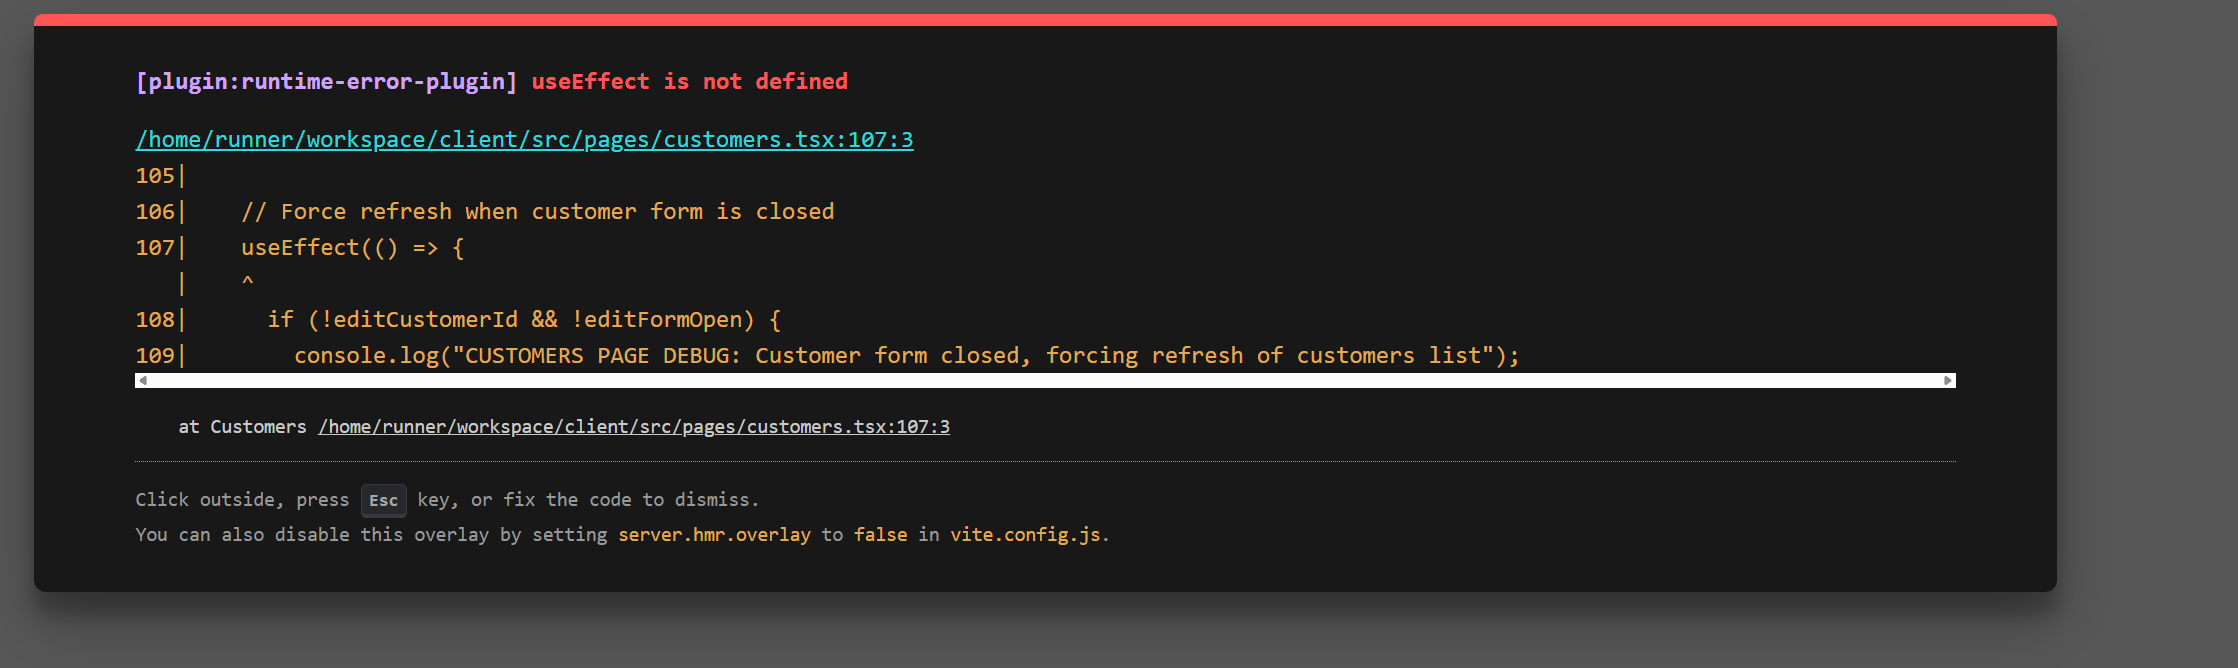 [plugin:runtime-error-plugin] useEffect is not defined
/home/runner/workspace/client/src/pages/customers.tsx:107:3
105|
106|    // Force refresh when customer form is closed
107|    useEffect(() => {
   |    ^
108|      if (!editCustomerId && !editFormOpen) {
109|        console.log("CUSTOMERS PAGE DEBUG: Customer form closed, forcing refresh of customers list");
at Customers /home/runner/workspace/client/src/pages/customers.tsx:107:3
Click outside, press Esc key, or fix the code to dismiss.
You can also disable this overlay by setting server.hmr.overlay to false in vite.config.js.